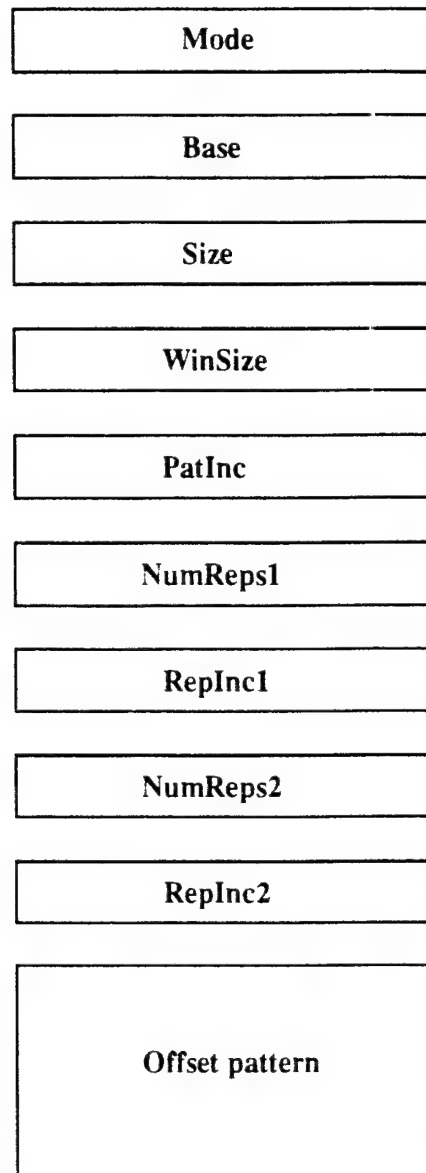 Mode
Base
Size
WinSize
PatInc
NumReps1
RepInc1
NumReps2
RepInc2
Offset pattern